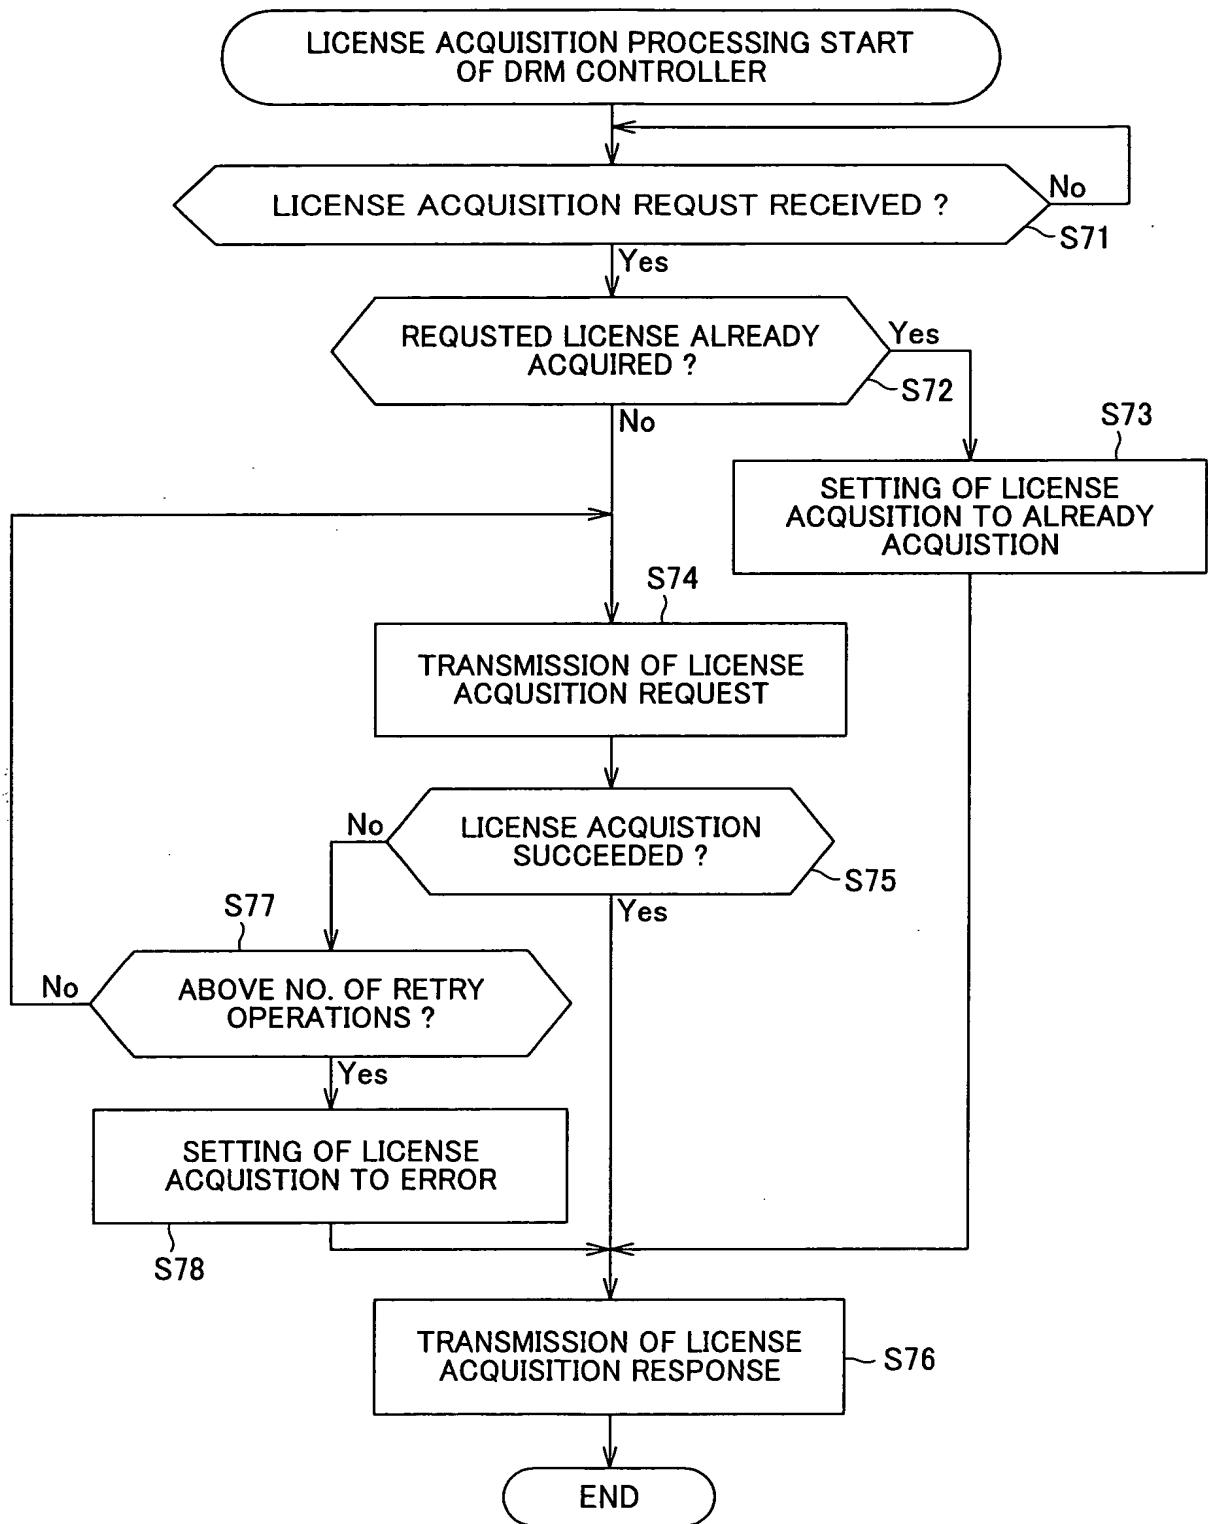 LICENSE ACQUISITION PROCESSING START
OF DRM CONTROLLER
No
LICENSE ACQUISITION REQUST RECEIVED ?
S71
Yes
REQUSTED LICENSE ALREADY
ACQUIRED ?
Yes
S72
No
S73
SETTING OF LICENSE
ACQUSITION TO ALREADY
ACQUISTION
S74
TRANSMISSION OF LICENSE
ACQUSITION REQUEST
No
LICENSE ACQUISTION
SUCCEEDED ?
S75
Yes
S77
No
ABOVE NO. OF RETRY
OPERATIONS ?
Yes
SETTING OF LICENSE
ACQUISTION TO ERROR
S78
TRANSMISSION OF LICENSE
ACQUISITION RESPONSE
S76
END